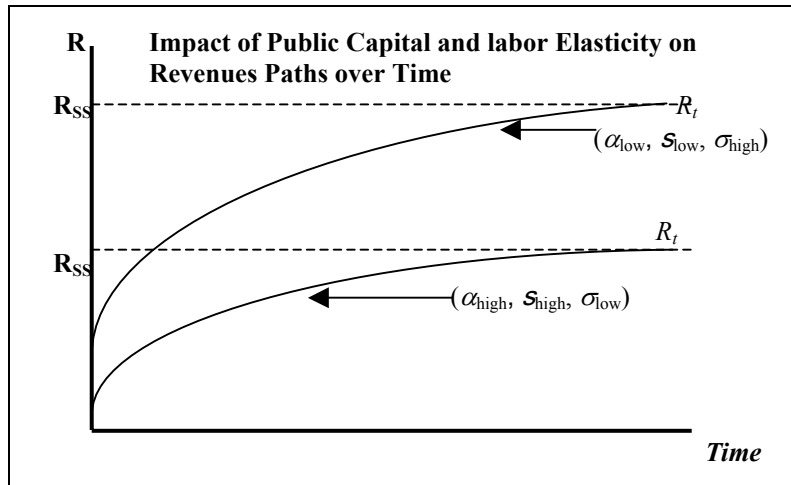 R
Impact of Public Capital and labor Elasticity on
Revenues Paths over Time
R_SS
R_t
(α_low, s_low, σ_high)
R_t
R_SS
(α_high, s_high, σ_low)
Time